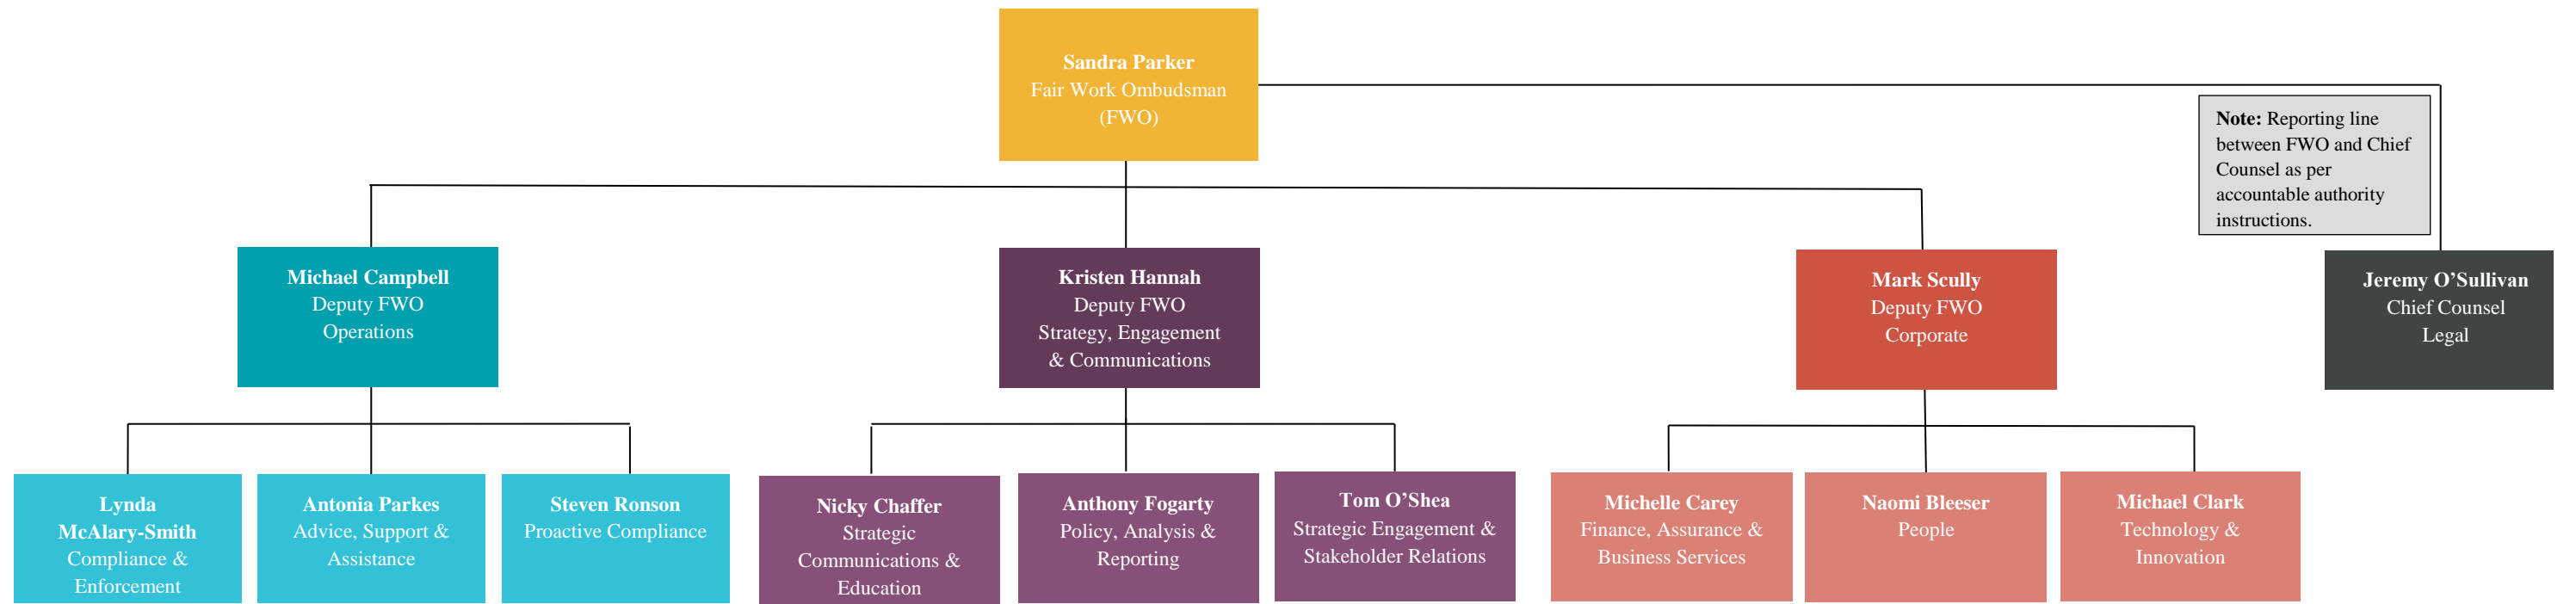 Sandra Parker
Fair Work Ombudsman
(FWO)
Note: Reporting line
between FWO and Chief
Counsel as per
accountable authority
instructions.
Michael Campbell
Deputy FWO
Operations
Kristen Hannah
Deputy FWO
Strategy, Engagement
& Communications
Mark Scully
Deputy FWO
Corporate
Jeremy O’Sullivan
Chief Counsel
Legal
Lynda
McAlary-Smith
Compliance &
Enforcement
Antonia Parkes
Advice, Support &
Assistance
Steven Ronson
Proactive Compliance
Nicky Chaffer
Strategic
Communications &
Education
Anthony Fogarty
Policy, Analysis &
Reporting
Tom O’Shea
Strategic Engagement &
Stakeholder Relations
Michelle Carey
Finance, Assurance &
Business Services
Naomi Bleeser
People
Michael Clark
Technology &
Innovation